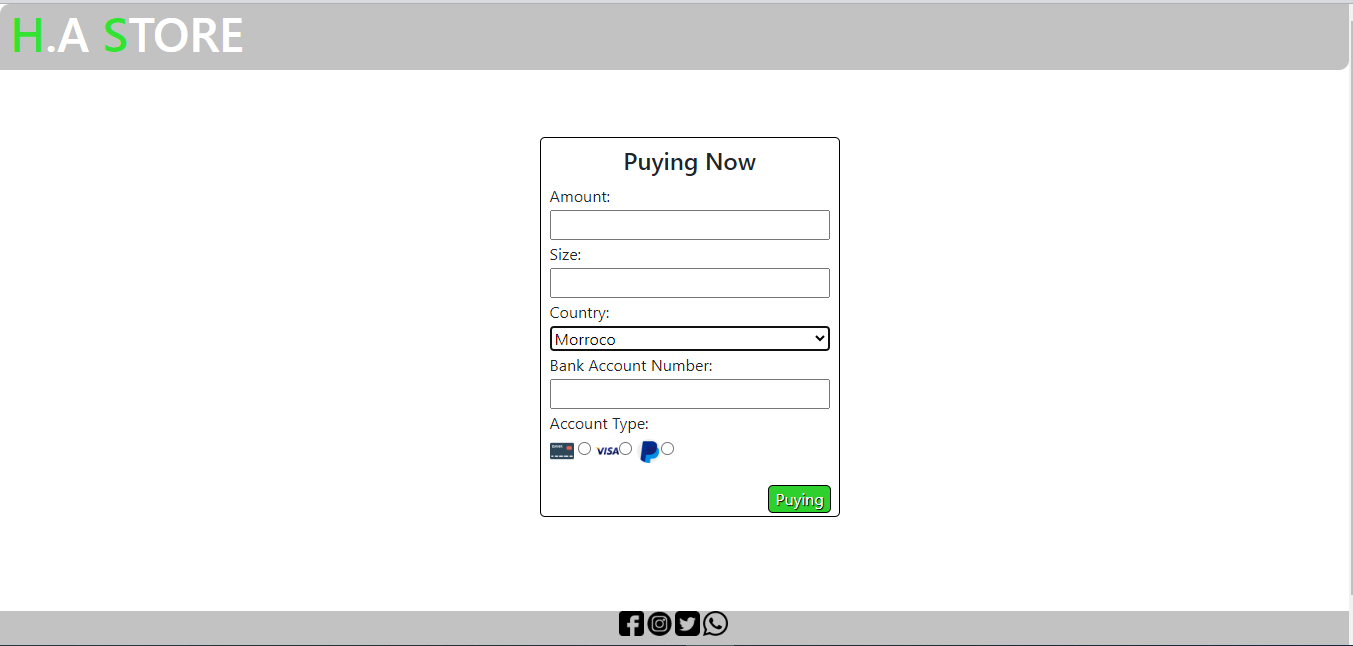 H.A STORE
Puying Now
Amount:
Size:
Country:
Morroco
Bank Account Number:
Account Type:
VISA
Puying